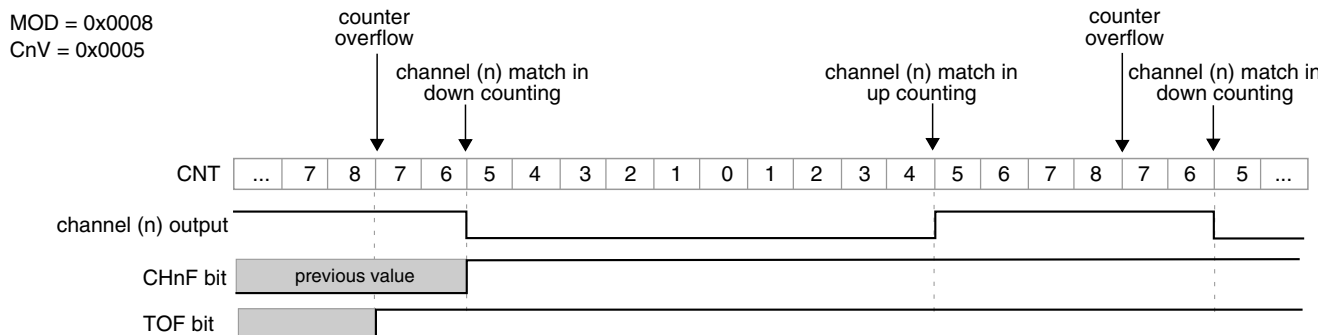 MOD = 0x0008
CnV = 0x0005
counter
overflow
channel (n) match in
down counting
channel (n) match in
up counting
counter
overflow
channel (n) match in
down counting
CNT ... 7 8 7 6 5 4 3 2 1 0 1 2 3 4 5 6 7 8 7 6 5 ...
channel (n) output
CHnF bit previous value
TOF bit